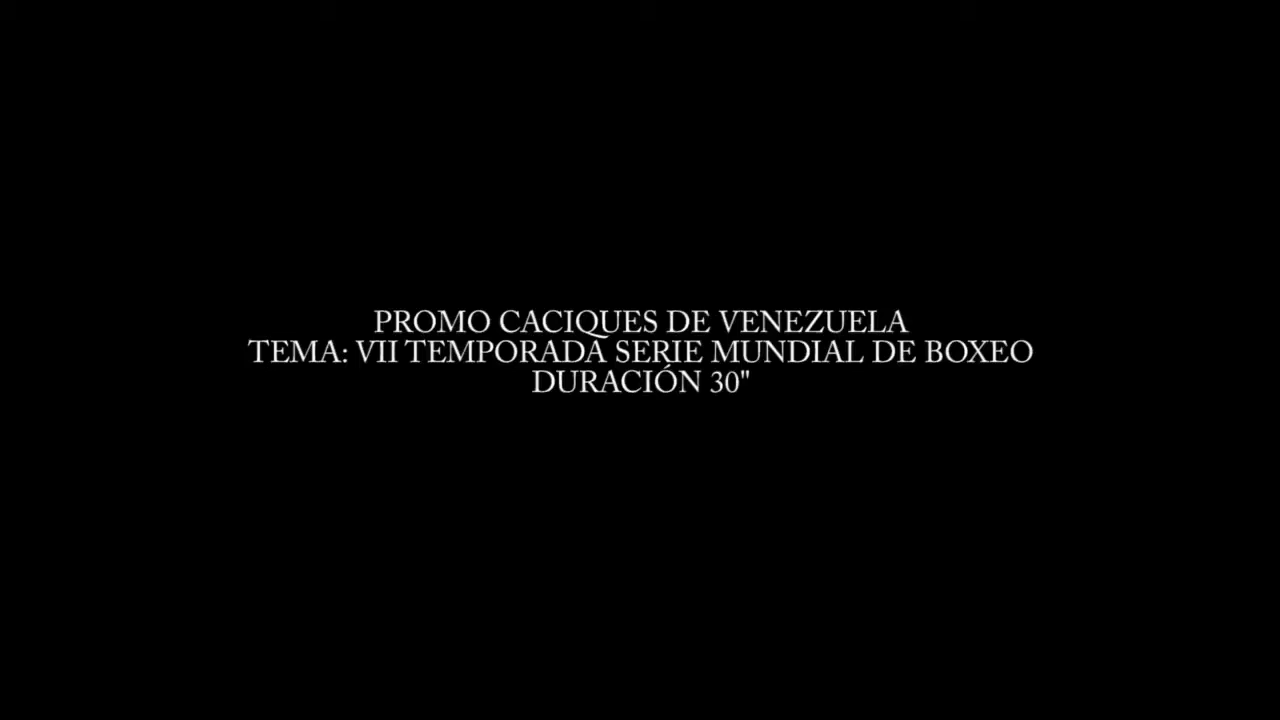 PROMO CACIQUES DE VENEZUELA
TEMA: VII TEMPORADA SERIE MUNDIAL DE BOXEO
DURACIÓN 30"